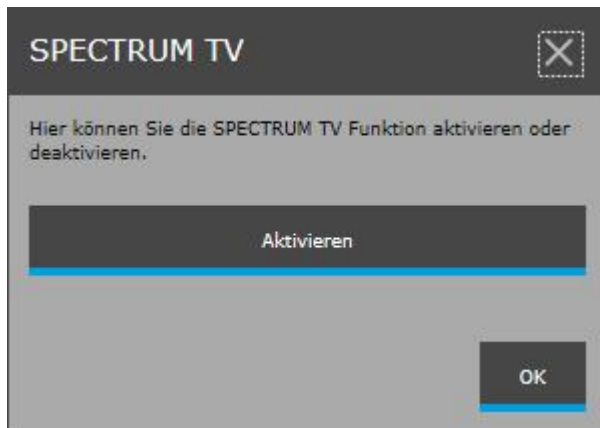 SPECTRUM TV
Hier können Sie die SPECTRUM TV Funktion aktivieren oder
deaktivieren.
Aktivieren
OK